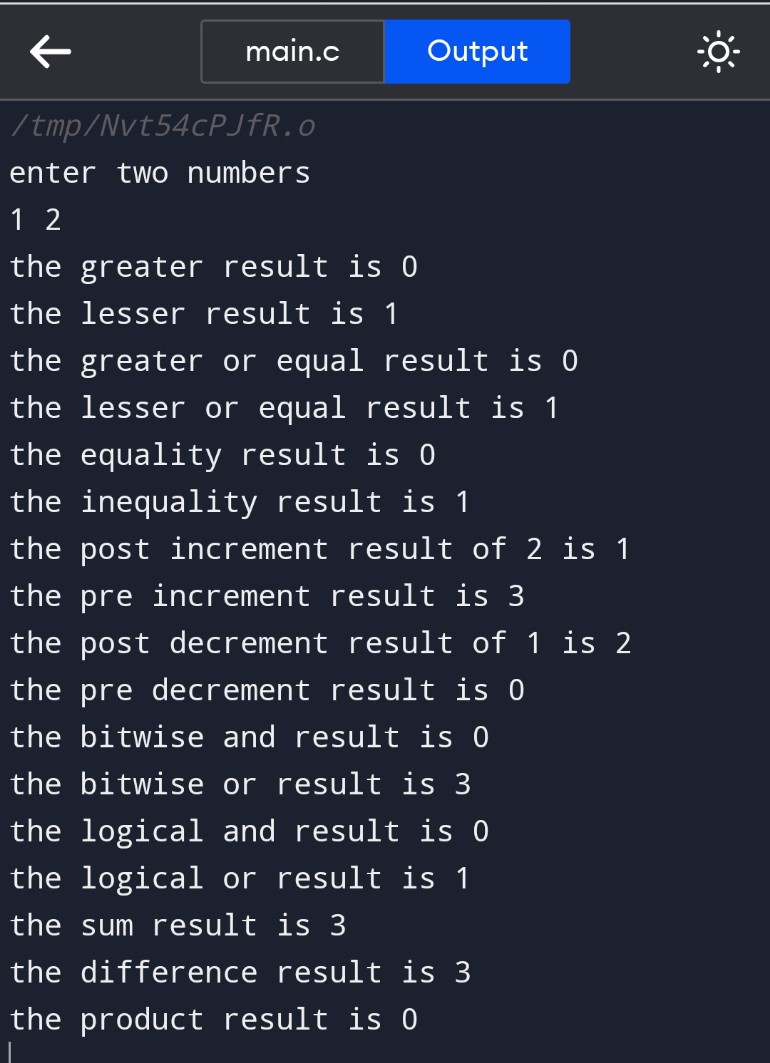 main.c Output
/tmp/Nvt54cPJfR.o
enter two numbers
1 2
the greater result is 0
the lesser result is 1
the greater or equal result is 0
the lesser or equal result is 1
the equality result is 0
the inequality result is 1
the post increment result of 2 is 1
the pre increment result is 3
the post decrement result of 1 is 2
the pre decrement result is 0
the bitwise and result is 0
the bitwise or result is 3
the logical and result is 0
the logical or result is 1
the sum result is 3
the difference result is 3
the product result is 0